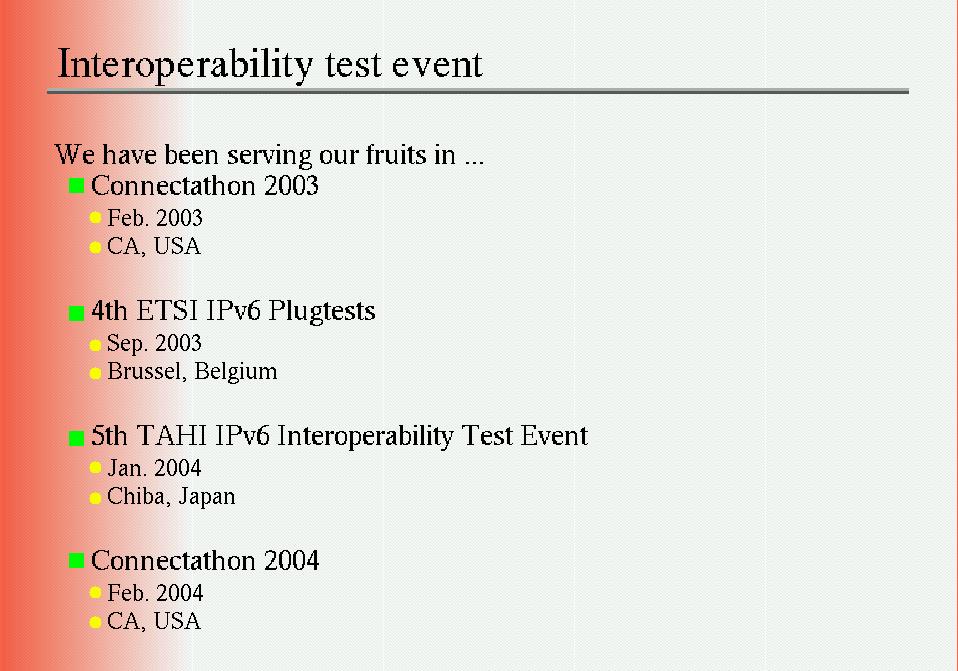 Interoperability test event
We have been serving our fruits in ...
Connectathon 2003
Feb. 2003
CA, USA
4th ETSI IPv6 Plugtests
Sep. 2003
Brussel, Belgium
5th TAHI IPv6 Interoperability Test Event
Jan. 2004
Chiba, Japan
Connectathon 2004
Feb. 2004
CA, USA